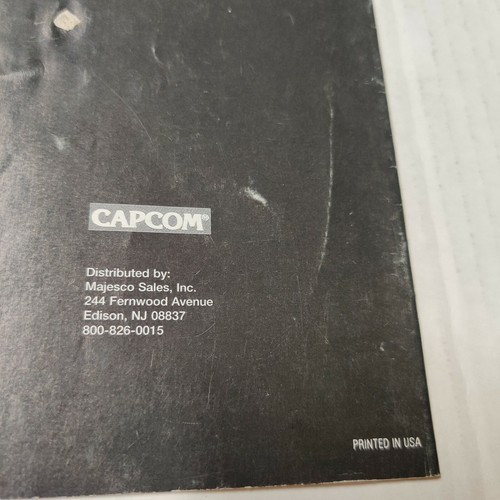 CAPCOM®
Distributed by:
Majesco Sales, Inc.
244 Fernwood Avenue
Edison, NJ 08837
800-826-0015
PRINTED IN USA